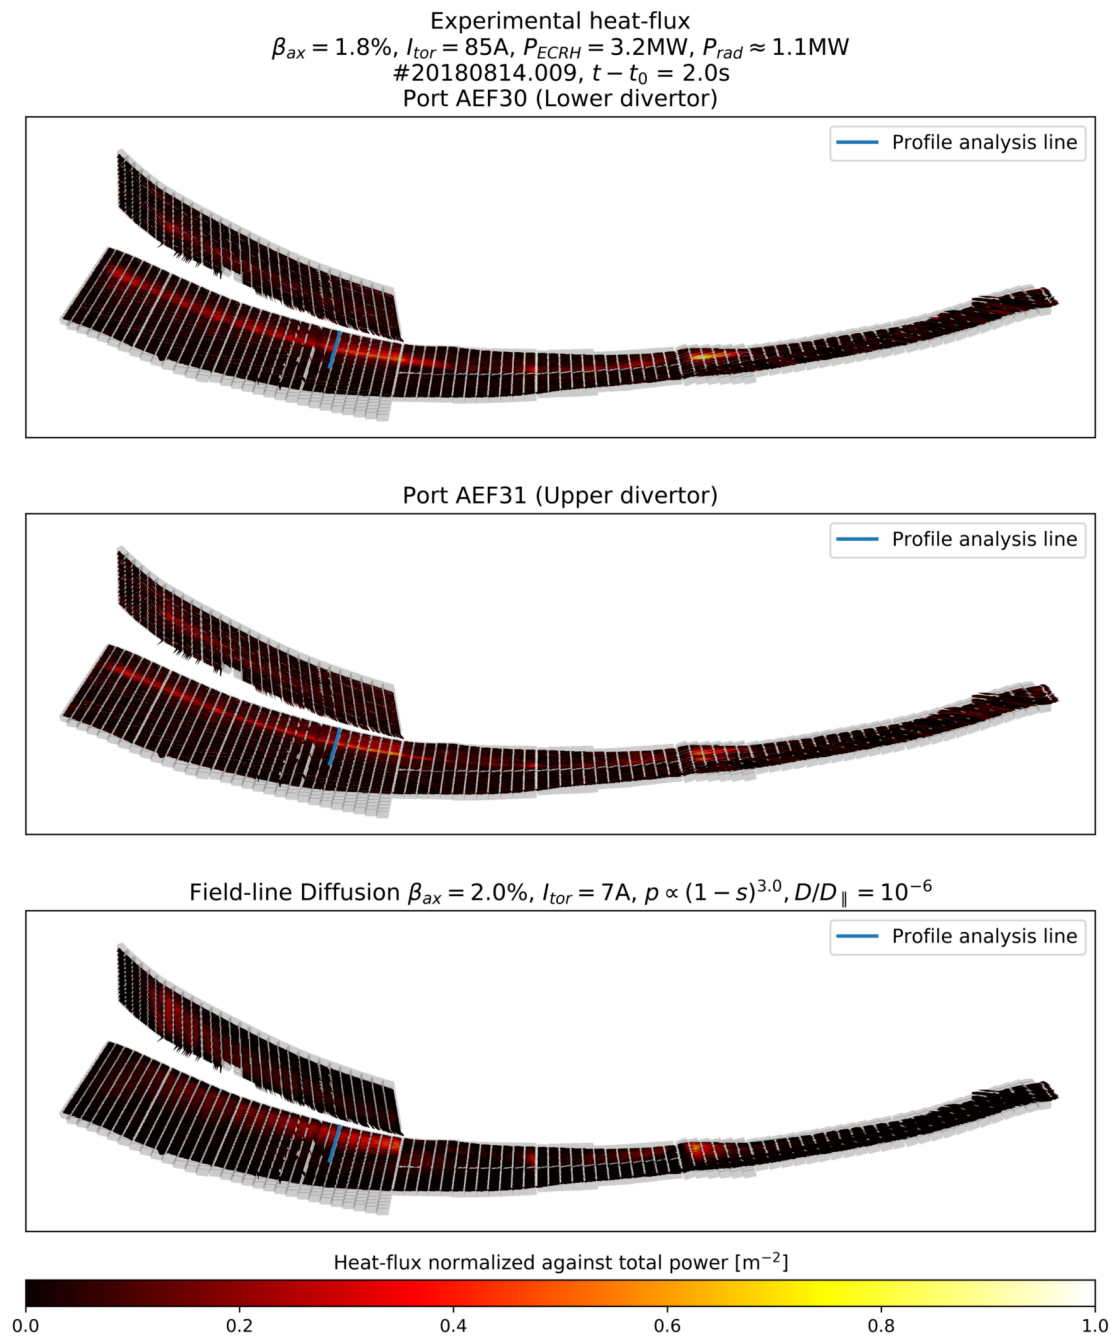 Experimental heat-flux
β_ax = 1.8%, I_tor = 85A, P_ECRH = 3.2MW, P_rad ≈ 1.1MW
#20180814.009, t − t_0 = 2.0s
Port AEF30 (Lower divertor)
Profile analysis line
Port AEF31 (Upper divertor)
Profile analysis line
Field-line Diffusion β_ax = 2.0%, I_tor = 7A, p ∝ (1 − s)^3.0, D/D_∥ = 10^−6
Profile analysis line
Heat-flux normalized against total power [m^−2]
0.0 0.2 0.4 0.6 0.8 1.0